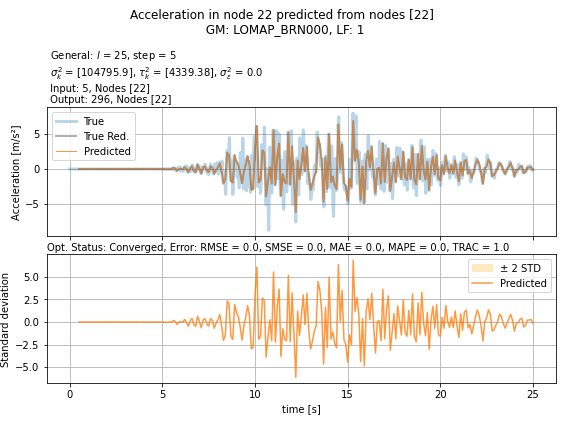 Acceleration in node 22 predicted from nodes [22]
GM: LOMAP_BRN000, LF: 1
General: l = 25, step = 5
σ²ₖ = [104795.9], τ²ₖ = [4339.38], σ²ε = 0.0
Input: 5, Nodes [22]
Output: 296, Nodes [22]
True
True Red.
Predicted
Acceleration [m/s²]
5
0
−5
Opt. Status: Converged, Error: RMSE = 0.0, SMSE = 0.0, MAE = 0.0, MAPE = 0.0, TRAC = 1.0
± 2 STD
Predicted
Standard deviation
5.0
2.5
0.0
−2.5
−5.0
0 5 10 15 20 25
time [s]